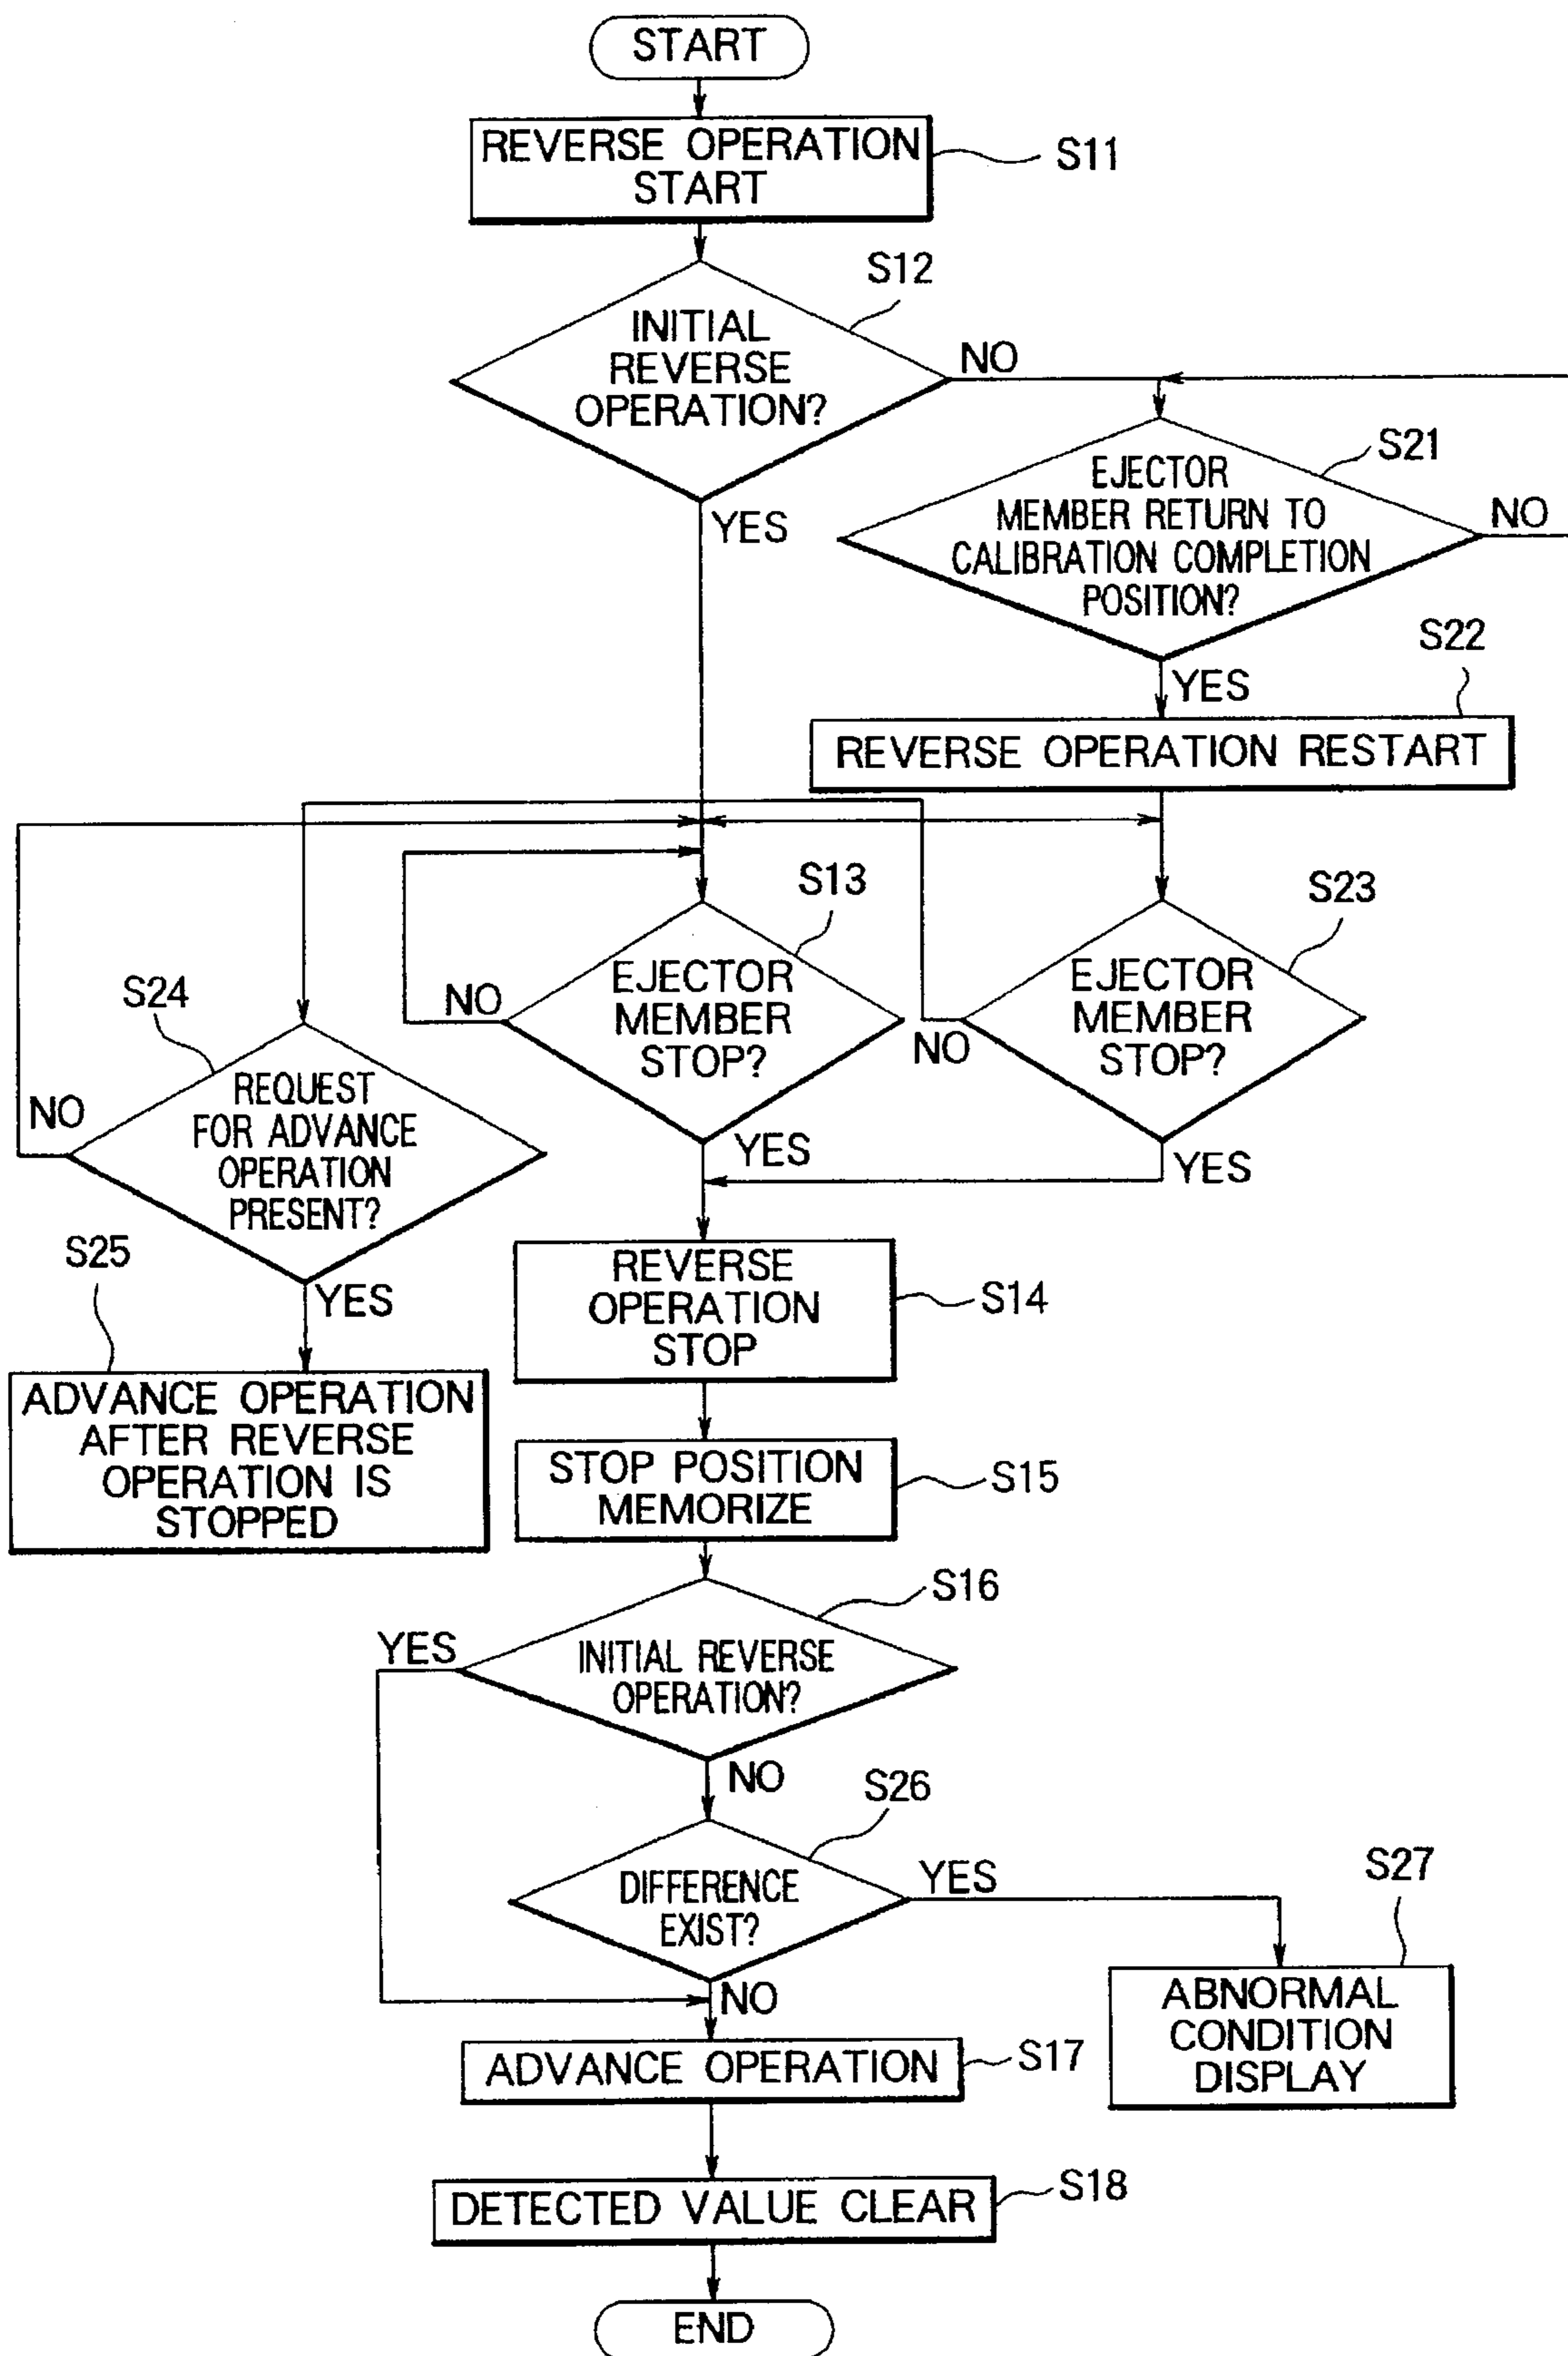 START
REVERSE OPERATION
START
S11
S12
INITIAL
REVERSE
OPERATION?
NO
YES
S21
EJECTOR
MEMBER RETURN TO
CALIBRATION COMPLETION
POSITION?
NO
YES
S22
REVERSE OPERATION RESTART
S13
EJECTOR
MEMBER
STOP?
NO
YES
S23
EJECTOR
MEMBER
STOP?
NO
YES
S24
REQUEST
FOR ADVANCE
OPERATION
PRESENT?
NO
YES
S25
ADVANCE OPERATION
AFTER REVERSE
OPERATION IS
STOPPED
REVERSE
OPERATION
STOP
S14
STOP POSITION
MEMORIZE
S15
S16
INITIAL REVERSE
OPERATION?
YES
NO
S26
DIFFERENCE
EXIST?
YES
NO
S27
ABNORMAL
CONDITION
DISPLAY
ADVANCE OPERATION
S17
DETECTED VALUE CLEAR
S18
END